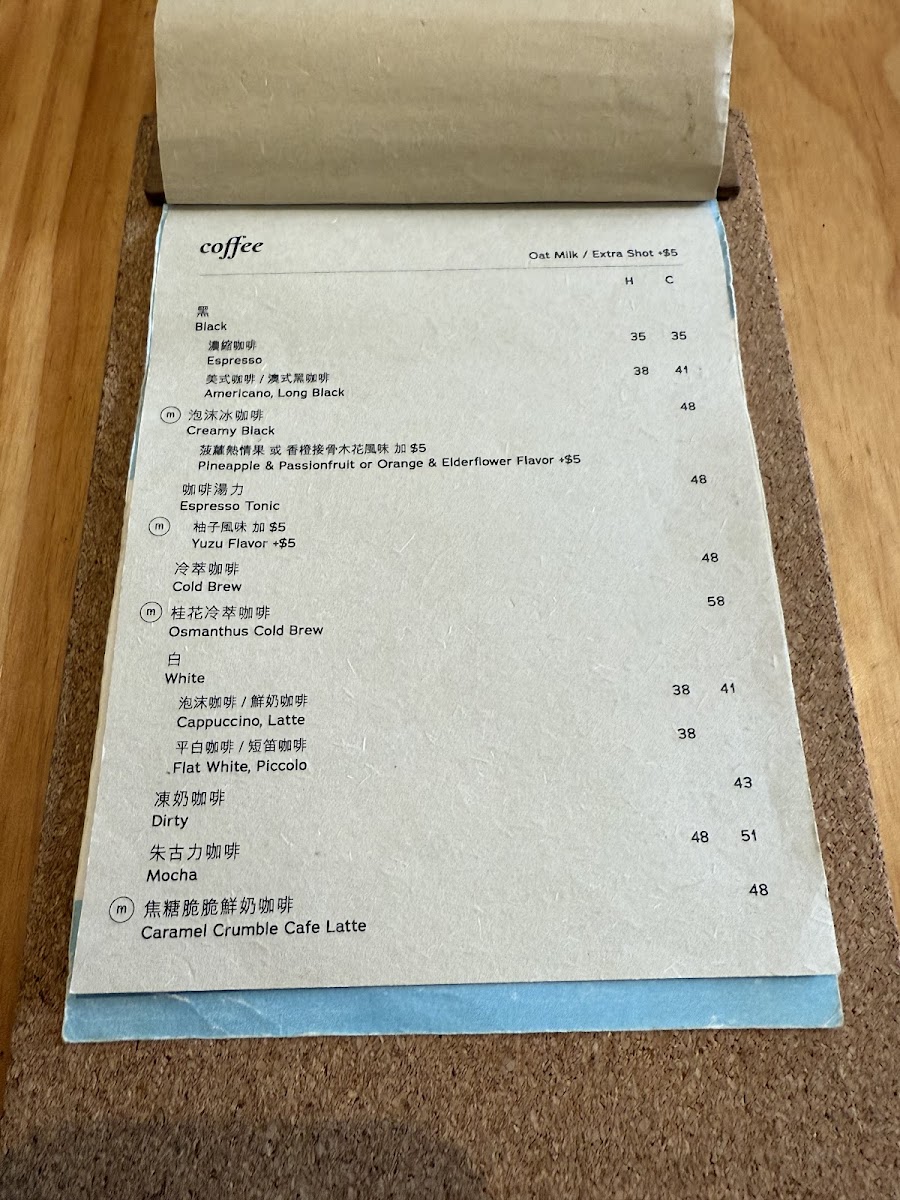 coffee
Oat Milk / Extra Shot +$5
H C
黑
Black
濃縮咖啡 35 35
Espresso
美式咖啡 / 澳式黑咖啡 38 41
Americano, Long Black
m 泡沫冰咖啡 48
Creamy Black
菠蘿熱情果 或 香橙接骨木花風味 加 $5
Pineapple & Passionfruit or Orange & Elderflower Flavor +$5
咖啡湯力 48
Espresso Tonic
m 柚子風味 加 $5
Yuzu Flavor +$5
冷萃咖啡 48
Cold Brew
m 桂花冷萃咖啡 58
Osmanthus Cold Brew
白
White
泡沫咖啡 / 鮮奶咖啡 38 41
Cappuccino, Latte
平白咖啡 / 短笛咖啡 38
Flat White, Piccolo
凍奶咖啡 43
Dirty
朱古力咖啡 48 51
Mocha
m 焦糖脆脆鮮奶咖啡 48
Caramel Crumble Cafe Latte